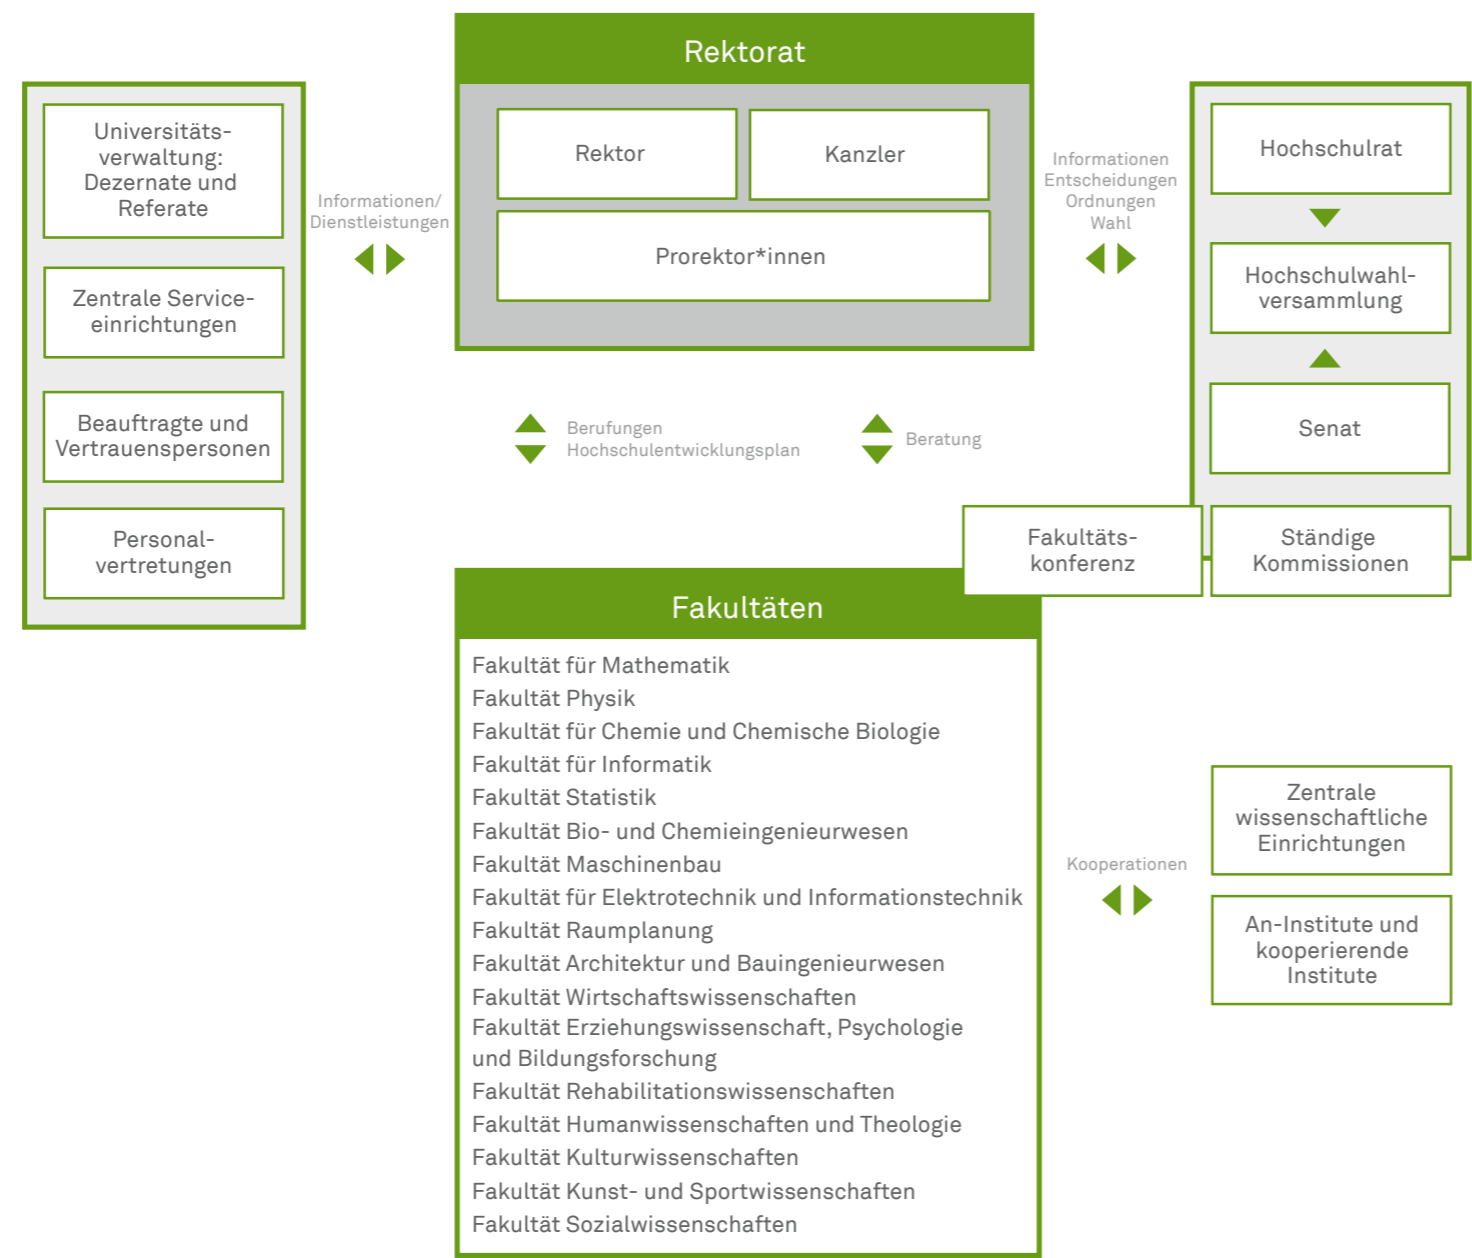 Rektorat
Rektor
Kanzler
Prorektor*innen
Universitäts-
verwaltung:
Dezernate und
Referate
Zentrale Service-
einrichtungen
Beauftragte und
Vertrauenspersonen
Personal-
vertretungen
Informationen/
Dienstleistungen
Informationen
Entscheidungen
Ordnungen
Wahl
Hochschulrat
Hochschulwahl-
versammlung
Senat
Fakultäts-
konferenz
Ständige
Kommissionen
Berufungen
Hochschulentwicklungsplan
Beratung
Fakultäten
Fakultät für Mathematik
Fakultät Physik
Fakultät für Chemie und Chemische Biologie
Fakultät für Informatik
Fakultät Statistik
Fakultät Bio- und Chemieingenieurwesen
Fakultät Maschinenbau
Fakultät für Elektrotechnik und Informationstechnik
Fakultät Raumplanung
Fakultät Architektur und Bauingenieurwesen
Fakultät Wirtschaftswissenschaften
Fakultät Erziehungswissenschaft, Psychologie
und Bildungsforschung
Fakultät Rehabilitationswissenschaften
Fakultät Humanwissenschaften und Theologie
Fakultät Kulturwissenschaften
Fakultät Kunst- und Sportwissenschaften
Fakultät Sozialwissenschaften
Kooperationen
Zentrale
wissenschaftliche
Einrichtungen
An-Institute und
kooperierende
Institute